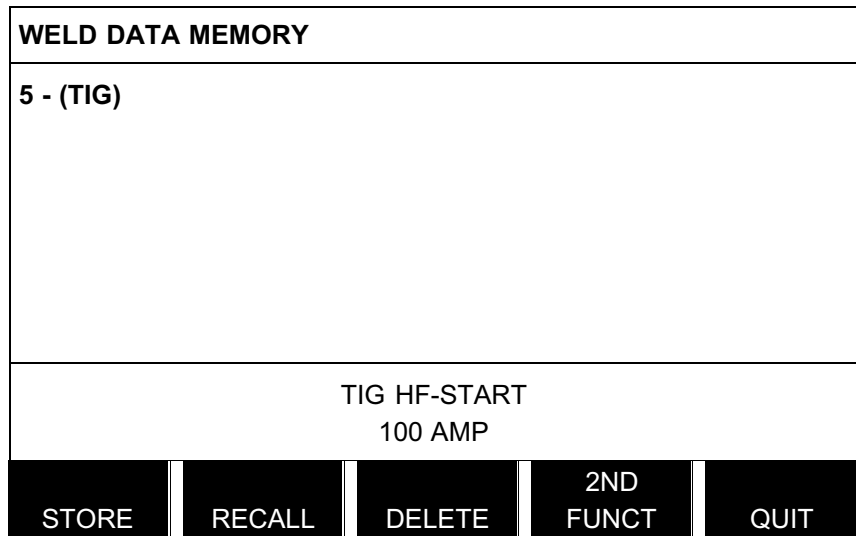 WELD DATA MEMORY
5 - (TIG)
TIG HF-START
100 AMP
STORE
RECALL
DELETE
2ND
FUNCT
QUIT